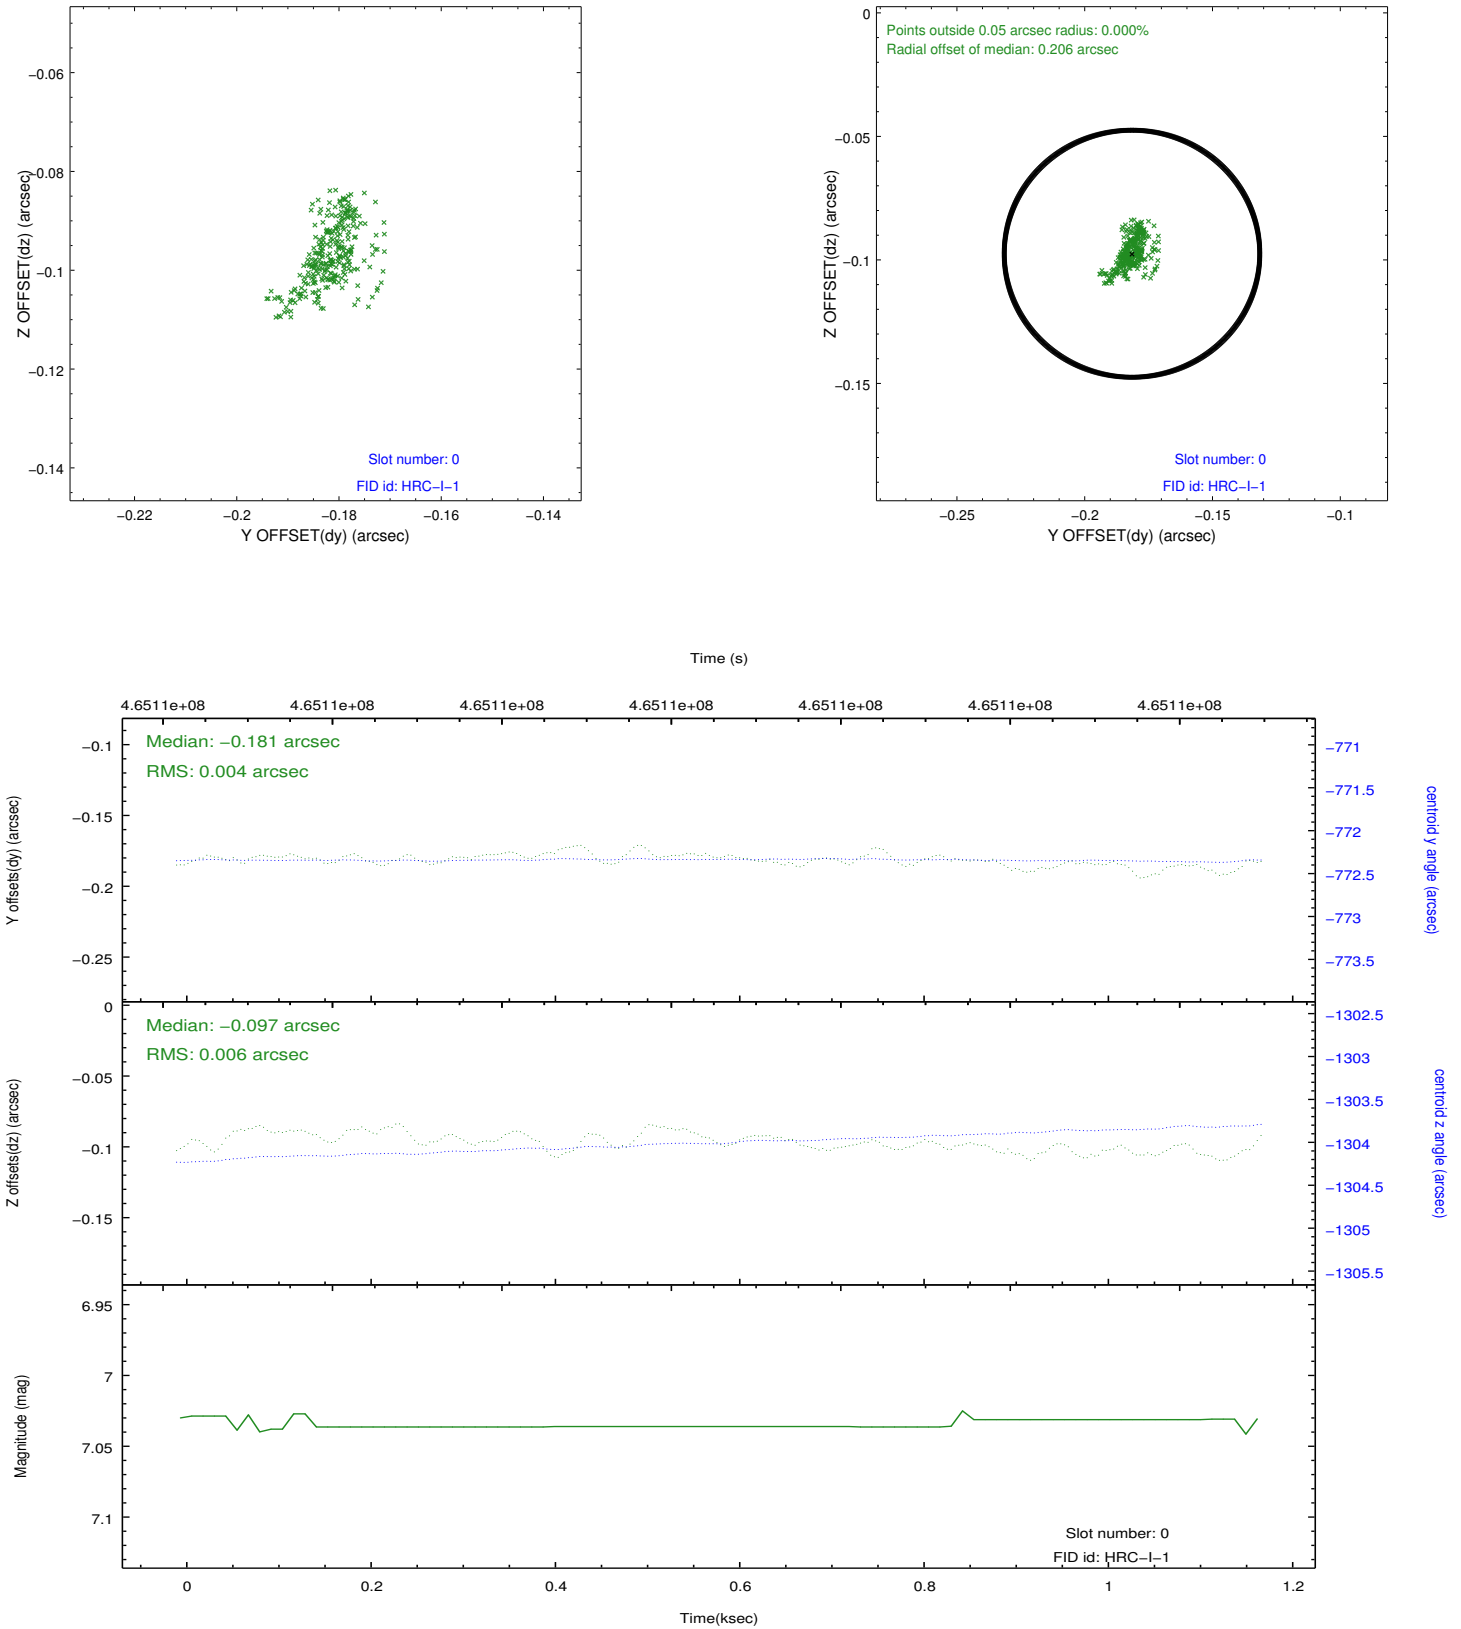 −0.06
−0.08
−0.1
−0.12
−0.14
Z OFFSET(dz) (arcsec)
Slot number: 0
FID id: HRC−I−1
−0.22 −0.2 −0.18 −0.16 −0.14
Y OFFSET(dy) (arcsec)
Points outside 0.05 arcsec radius: 0.000%
Radial offset of median: 0.206 arcsec
0
−0.05
−0.1
−0.15
Z OFFSET(dz) (arcsec)
Slot number: 0
FID id: HRC−I−1
−0.25 −0.2 −0.15 −0.1
Y OFFSET(dy) (arcsec)
Time (s)
4.6511e+08 4.6511e+08 4.6511e+08 4.6511e+08 4.6511e+08 4.6511e+08 4.6511e+08
Median: −0.181 arcsec
RMS: 0.004 arcsec
−0.1
−0.15
−0.2
−0.25
Y offsets(dy) (arcsec)
−771
−771.5
−772
−772.5
−773
−773.5
centroid y angle (arcsec)
Median: −0.097 arcsec
RMS: 0.006 arcsec
0
−0.05
−0.1
−0.15
Z offsets(dz) (arcsec)
−1302.5
−1303
−1303.5
−1304
−1304.5
−1305
−1305.5
centroid z angle (arcsec)
6.95
7
7.05
7.1
Magnitude (mag)
Slot number: 0
FID id: HRC−I−1
0 0.2 0.4 0.6 0.8 1 1.2
Time(ksec)